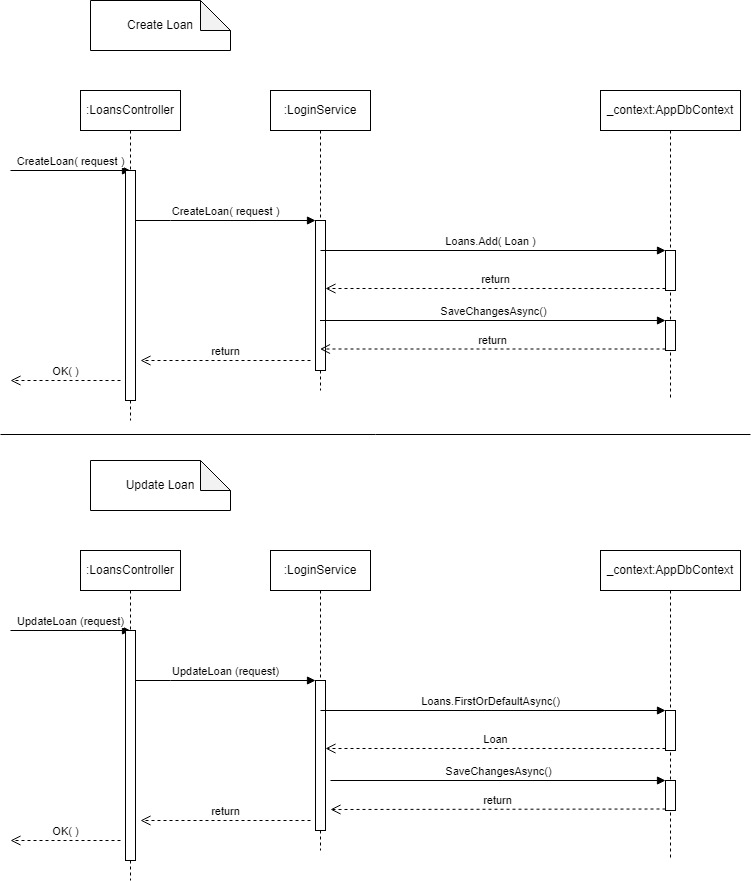 Create Loan
:LoansController
:LoginService
_context:AppDbContext
CreateLoan( request )
CreateLoan( request )
Loans.Add( Loan )
return
SaveChangesAsync()
return
return
OK( )
Update Loan
:LoansController
:LoginService
_context:AppDbContext
UpdateLoan (request)
UpdateLoan (request)
Loans.FirstOrDefaultAsync()
Loan
SaveChangesAsync()
return
return
OK( )